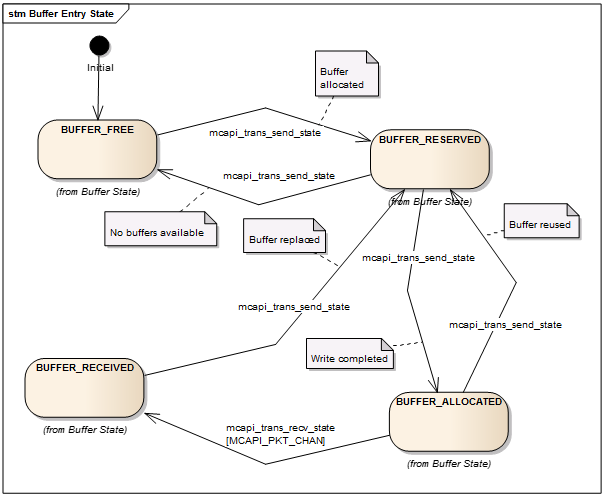 stm Buffer Entry State
Initial
Buffer
allocated
BUFFER_FREE
mcapi_trans_send_state
BUFFER_RESERVED
mcapi_trans_send_state
(from Buffer State)
(from Buffer State)
No buffers available
Buffer replaced
Buffer reused
mcapi_trans_send_state
mcapi_trans_send_state
mcapi_trans_send_state
Write completed
BUFFER_RECEIVED
BUFFER_ALLOCATED
(from Buffer State)
mcapi_trans_recv_state
[MCAPI_PKT_CHAN]
(from Buffer State)